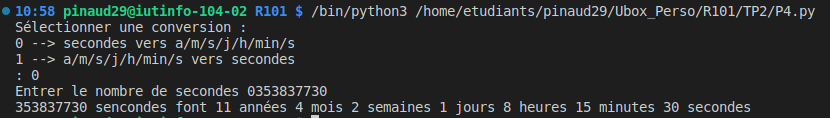 10:58 pinaud29@iutinfo-104-02 R101 $ /bin/python3 /home/etudiants/pinaud29/Ubox_Perso/R101/TP2/P4.py
Sélectionner une conversion :
0 --> secondes vers a/m/s/j/h/min/s
1 --> a/m/s/j/h/min/s vers secondes
: 0
Entrer le nombre de secondes 0353837730
353837730 sencondes font 11 années 4 mois 2 semaines 1 jours 8 heures 15 minutes 30 secondes